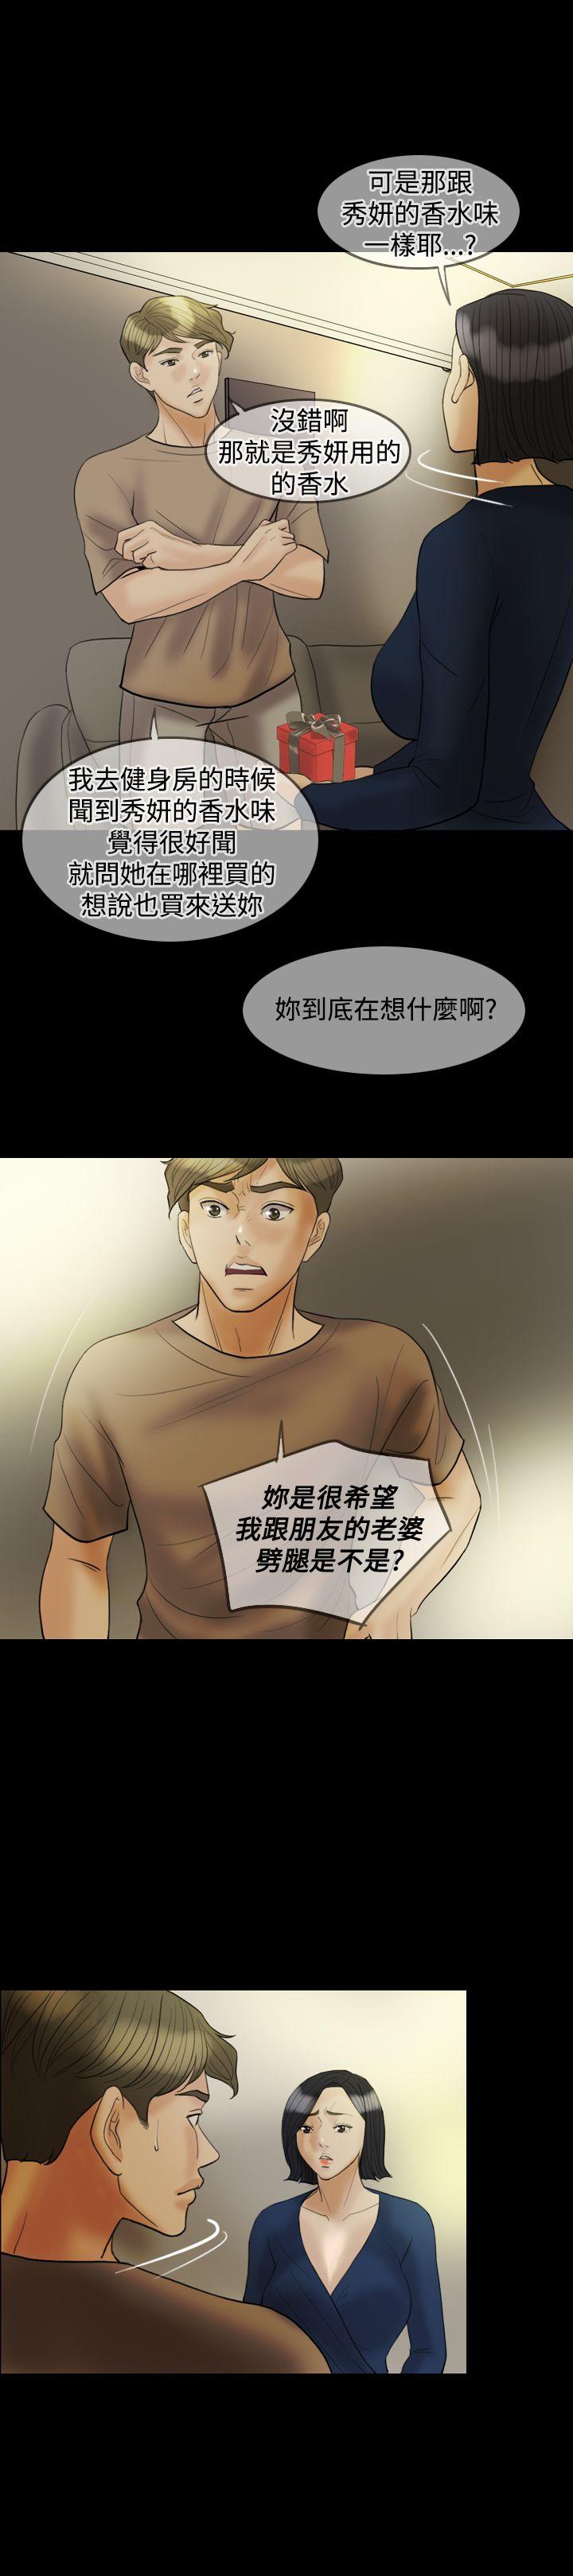 可是那跟
秀妍的香水味
一樣耶...?
沒錯啊
那就是秀妍用的
的香水
我去健身房的時候
聞到秀妍的香水味
覺得很好聞
就問她在哪裡買的
想說也買來送妳
妳到底在想什麼啊?
妳是很希望
我跟朋友的老婆
劈腿是不是?